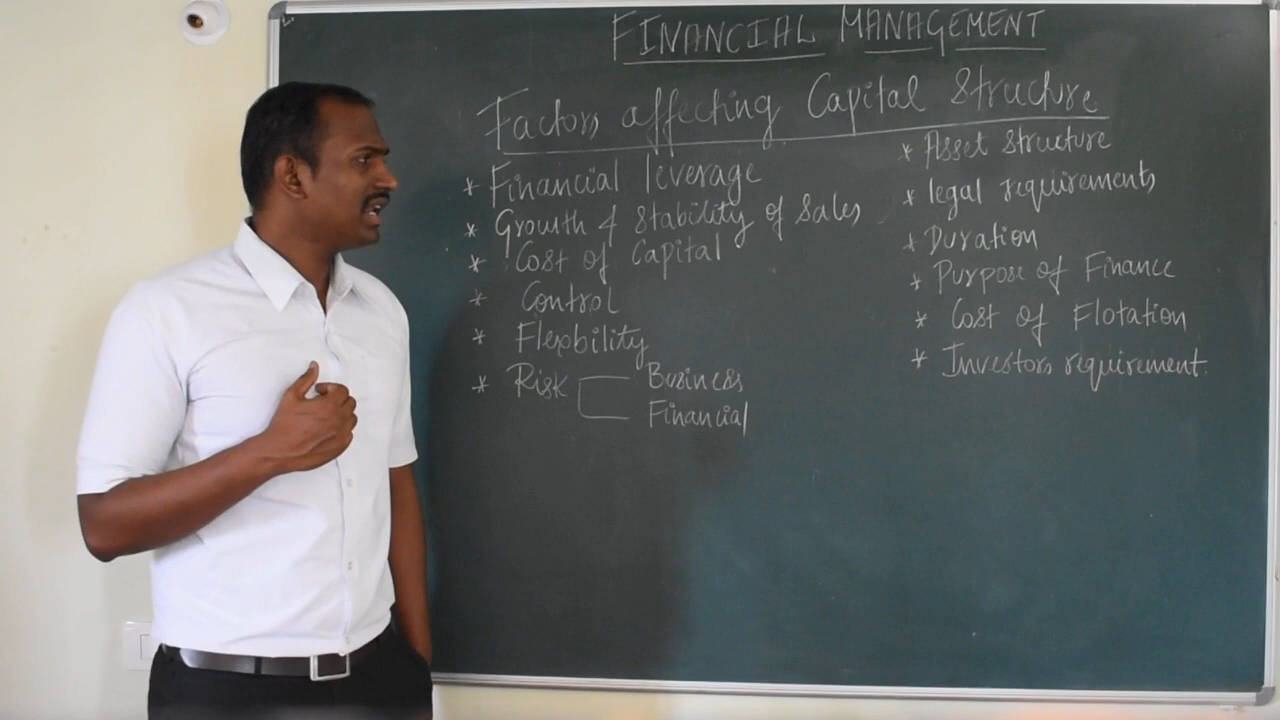 FINANCIAL MANAGEMENT
Factors affecting Capital Structure
* Financial leverage
* Growth & Stability of Sales
* Cost of Capital
* Control
* Flexbility
* Risk Business
Financial
* Asset structure
* legal requirements
* Duration
* Purpose of Finance
* Cost of Flotation
* Investors requirement.